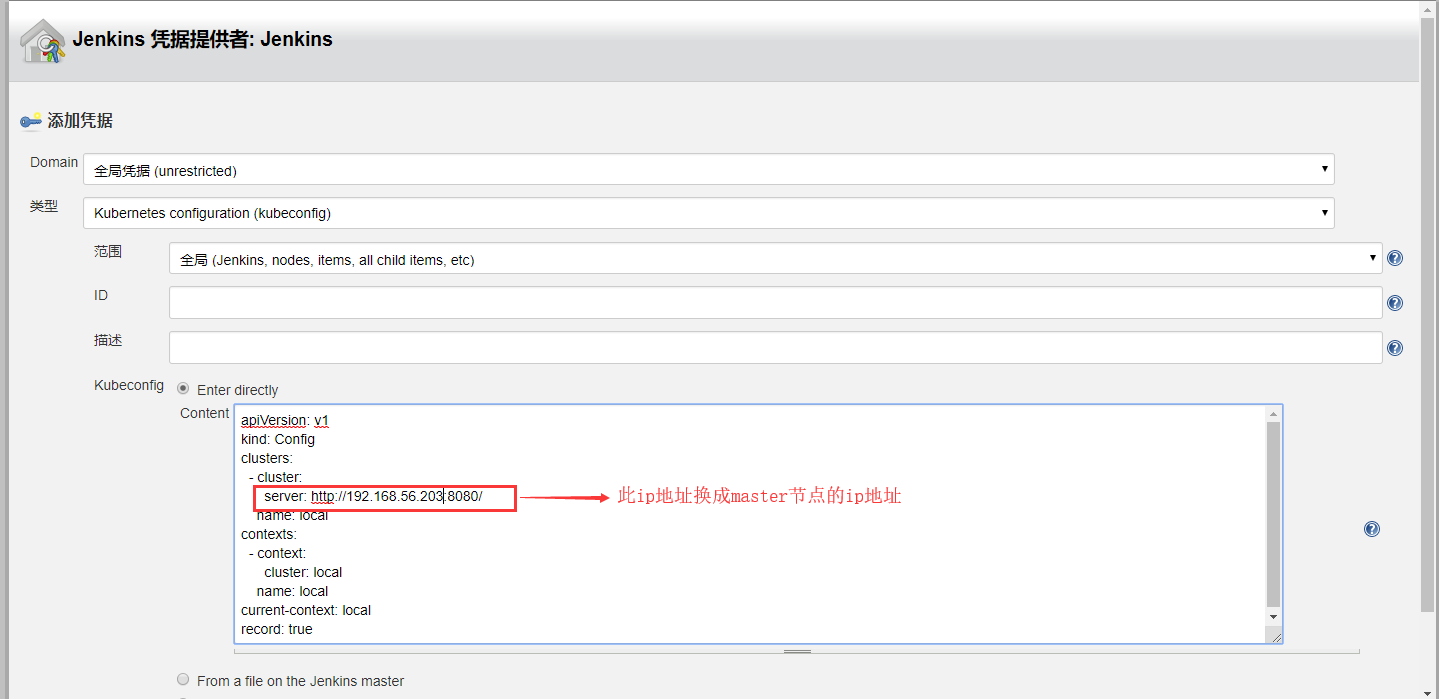 Jenkins 凭据提供者: Jenkins
添加凭据
Domain
全局凭据 (unrestricted)
类型
Kubernetes configuration (kubeconfig)
范围
全局 (Jenkins, nodes, items, all child items, etc)
ID
描述
Kubeconfig
Enter directly
Content
apiVersion: v1
kind: Config
clusters:
- cluster:
server: http://192.168.56.203:8080/
此ip地址换成master节点的ip地址
name: local
contexts:
- context:
cluster: local
name: local
current-context: local
record: true
From a file on the Jenkins master